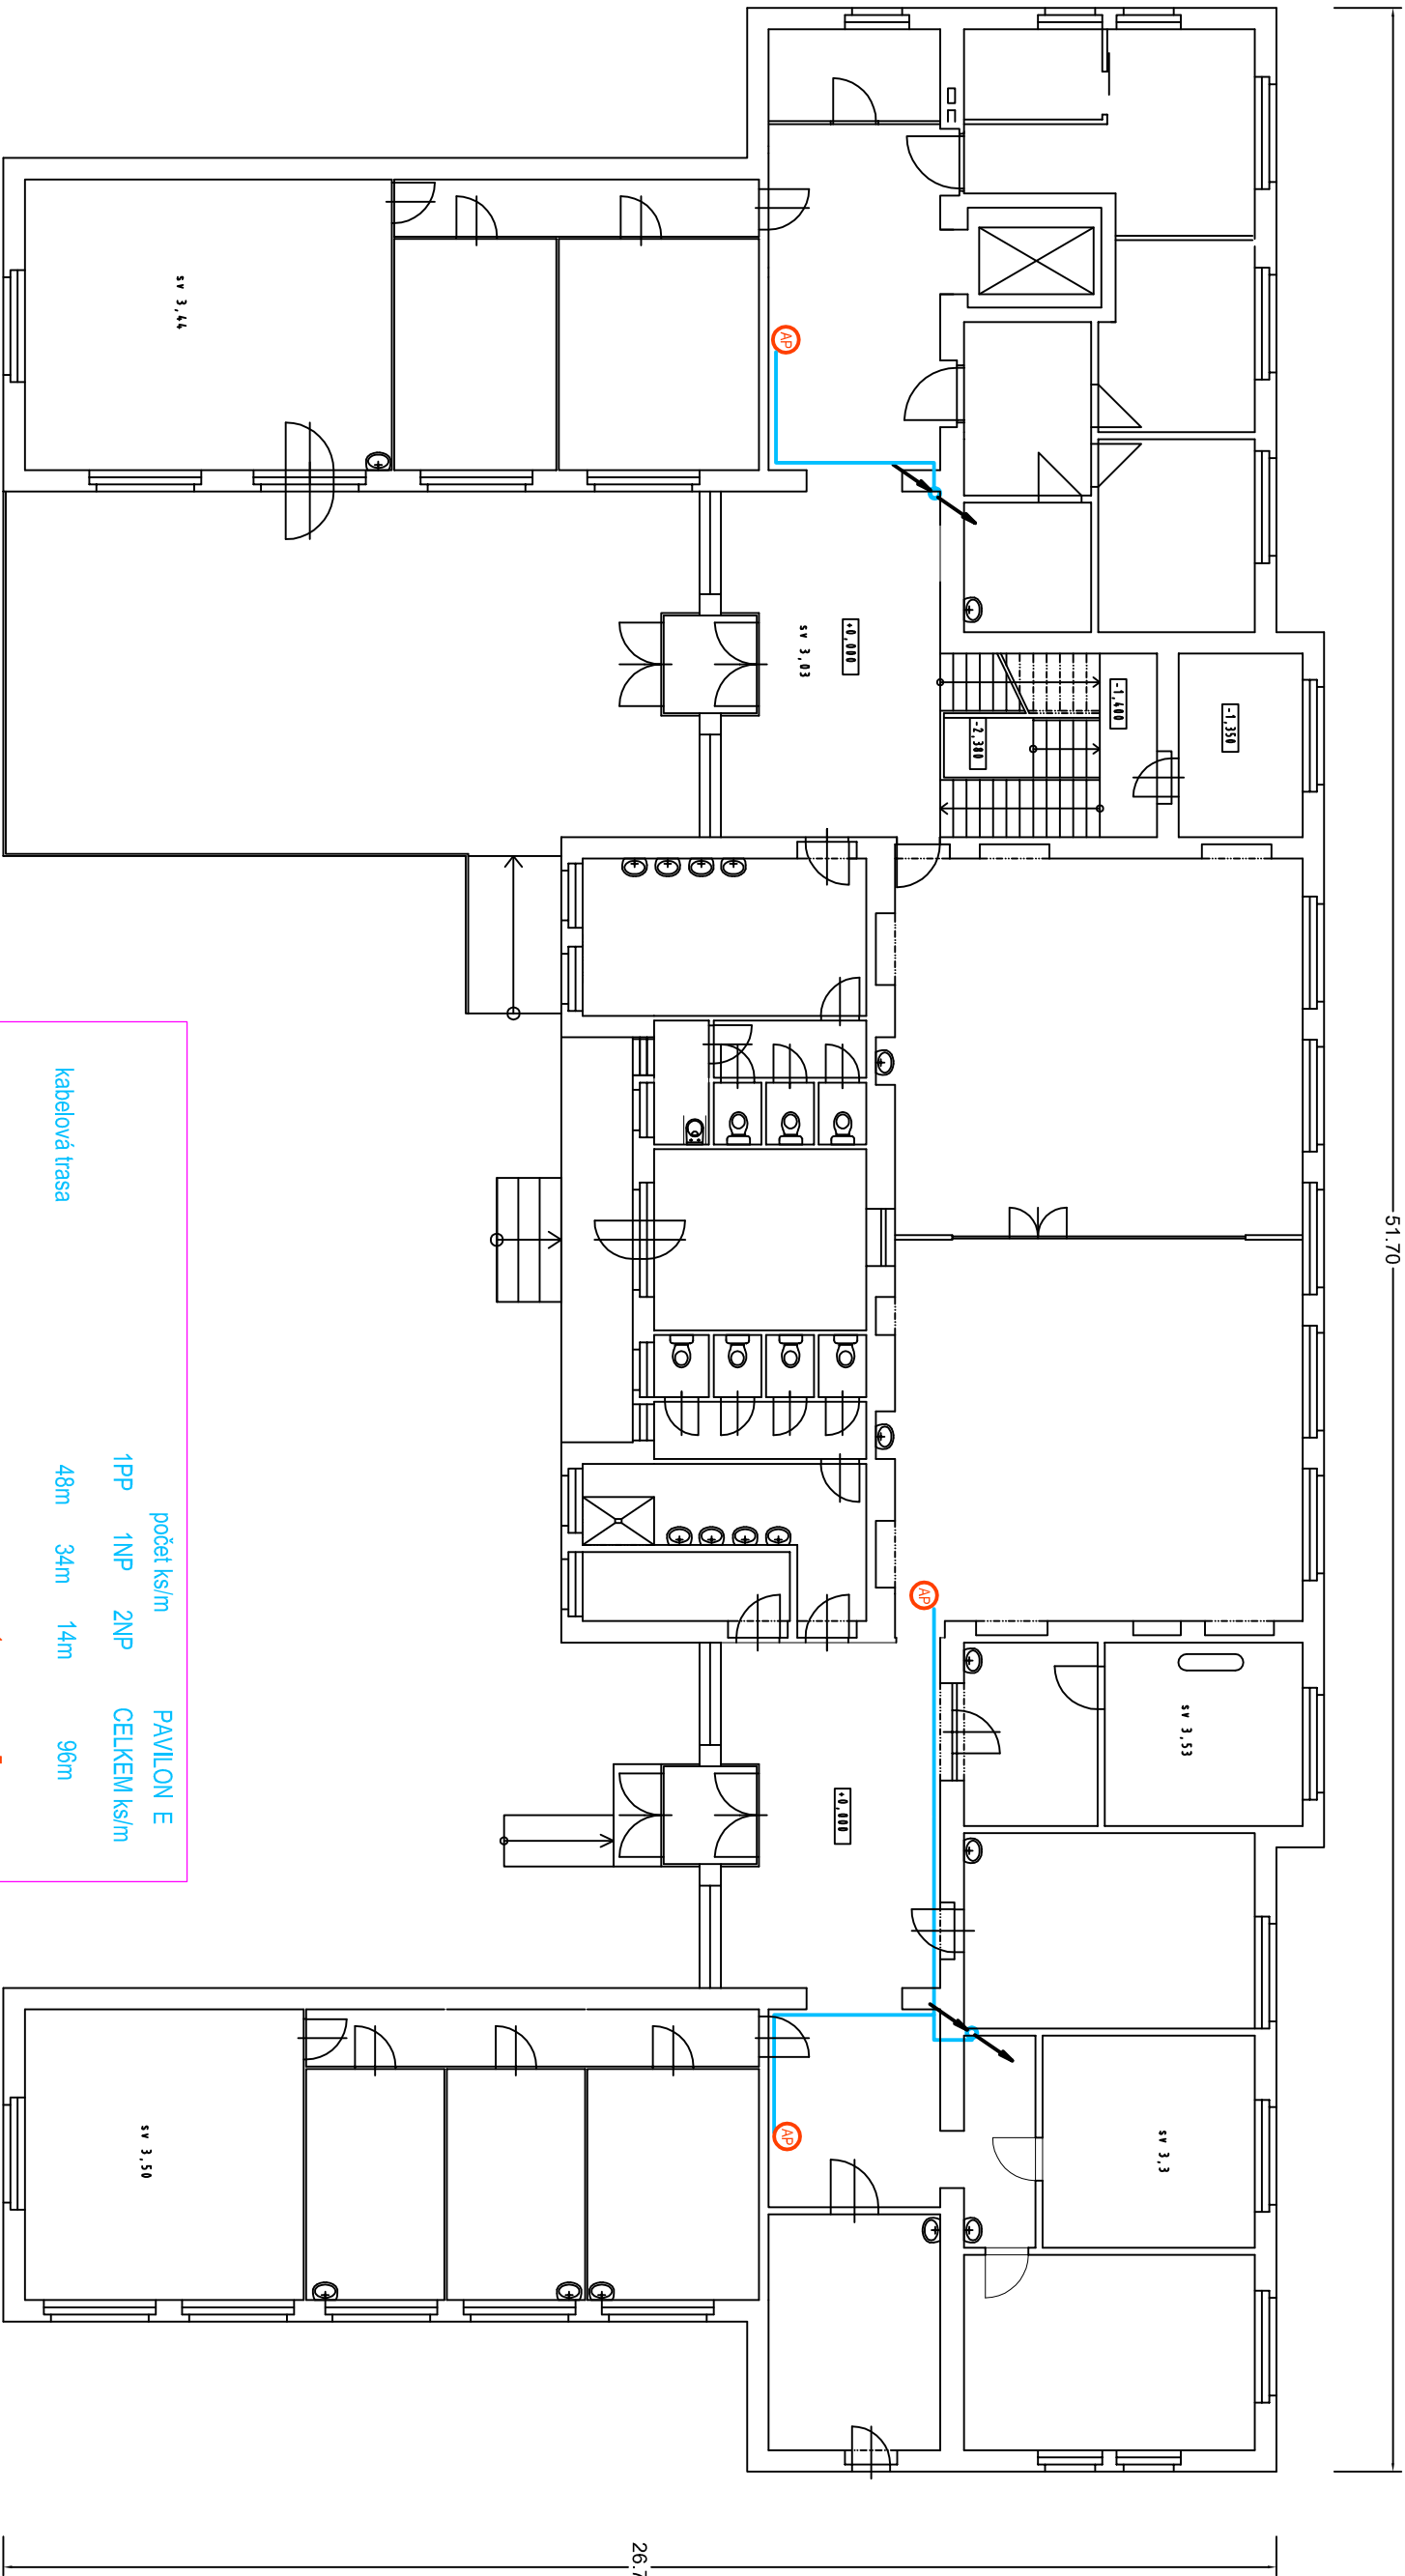 51.70
-1,350
-1,400
-2,380
+0,000
sv 3,03
sv 3,44
AP
AP
sv 3,53
+0,000
sv 3,3
AP
sv 3,50
počet ks/m PAVILON E
1PP 1NP 2NP CELKEM ks/m
kabelová trasa 48m 34m 14m 96m